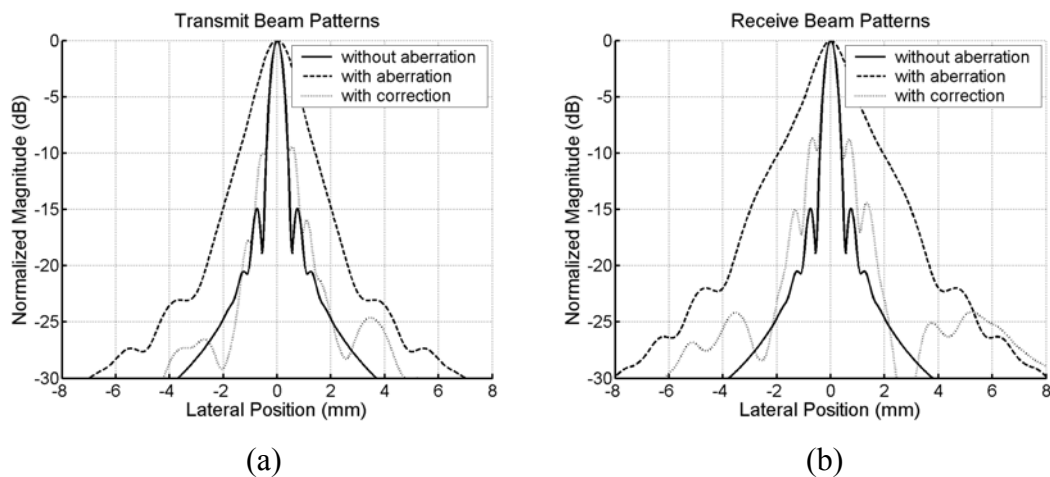 Transmit Beam Patterns
without aberration
with aberration
with correction
0
-5
-10
-15
-20
-25
-30
Normalized Magnitude (dB)
-8 -6 -4 -2 0 2 4 6 8
Lateral Position (mm)
(a)
Receive Beam Patterns
without aberration
with aberration
with correction
0
-5
-10
-15
-20
-25
-30
Normalized Magnitude (dB)
-8 -6 -4 -2 0 2 4 6 8
Lateral Position (mm)
(b)